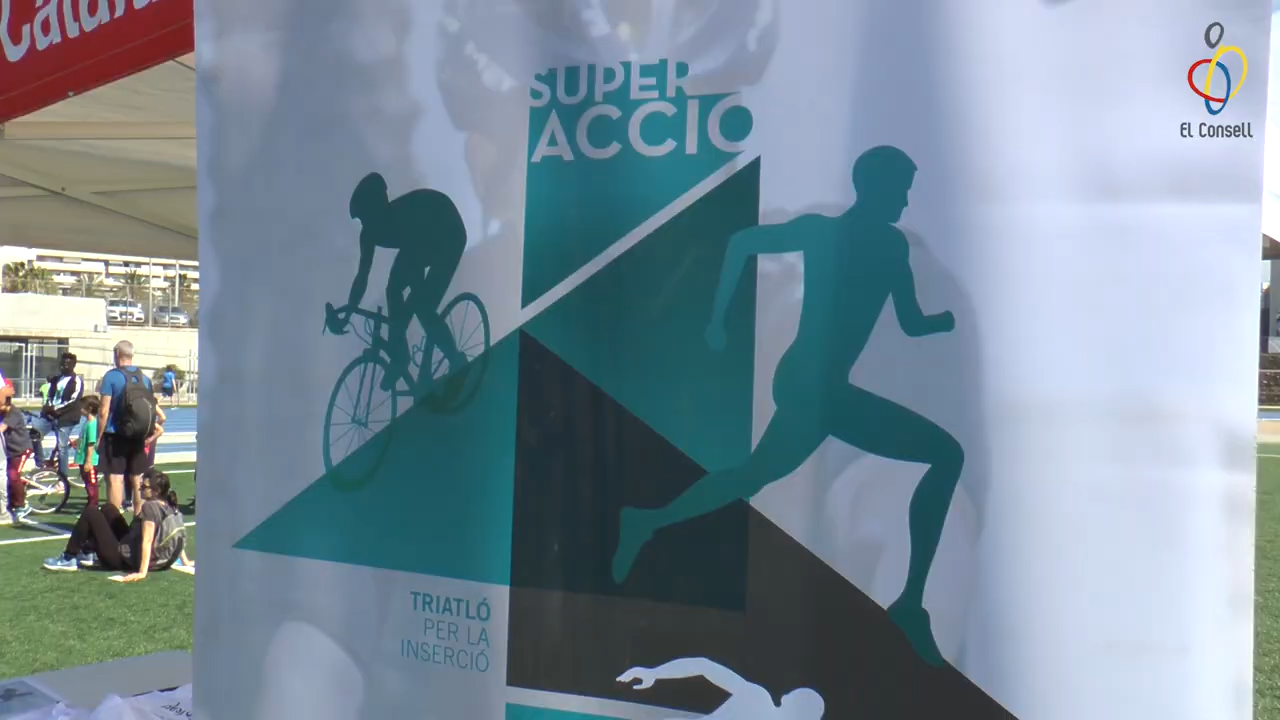 SUPER
ACCIÓ
TRIATLÓ
PER LA
INSERCIÓ
EL CONSELL